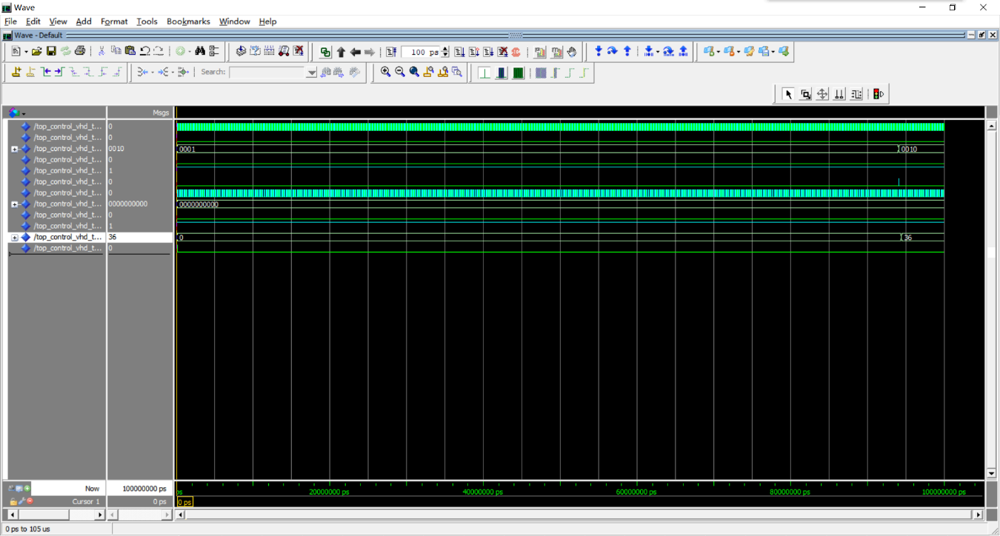 Wave
File Edit View Add Format Tools Bookmarks Window Help
Wave - Default
100 ps
Search:
Msgs
/top_control_vhd_t... 0
/top_control_vhd_t... 0
/top_control_vhd_t... 0010 0001 0010
/top_control_vhd_t... 0
/top_control_vhd_t... 1
/top_control_vhd_t... 0
/top_control_vhd_t... 0
/top_control_vhd_t... 0000000000 0000000000
/top_control_vhd_t... 0
/top_control_vhd_t... 1
/top_control_vhd_t... 36 0 36
/top_control_vhd_t... 0
Now 100000000 ps ps 20000000 ps 40000000 ps 60000000 ps 80000000 ps 100000000 ps
Cursor 1 0 ps 0 ps
0 ps to 105 us